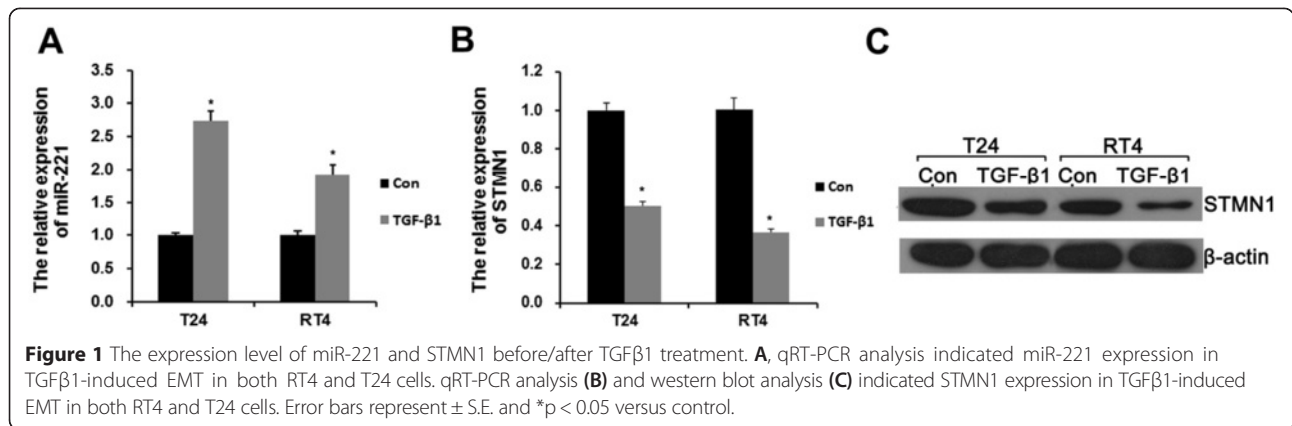 A
The relative expression
of miR-221
3.5
3.0
2.5
2.0
1.5
1.0
0.5
0.0
*
*
T24
RT4
Con
TGF-β1
B
The relative expression
of STMN1
1.2
1.0
0.8
0.6
0.4
0.2
0.0
*
*
T24
RT4
Con
TGF-β1
C
T24 RT4
Con TGF-β1 Con TGF-β1
STMN1
β-actin
Figure 1 The expression level of miR-221 and STMN1 before/after TGFβ1 treatment. A, qRT-PCR analysis indicated miR-221 expression in
TGFβ1-induced EMT in both RT4 and T24 cells. qRT-PCR analysis (B) and western blot analysis (C) indicated STMN1 expression in TGFβ1-induced
EMT in both RT4 and T24 cells. Error bars represent ± S.E. and *p < 0.05 versus control.